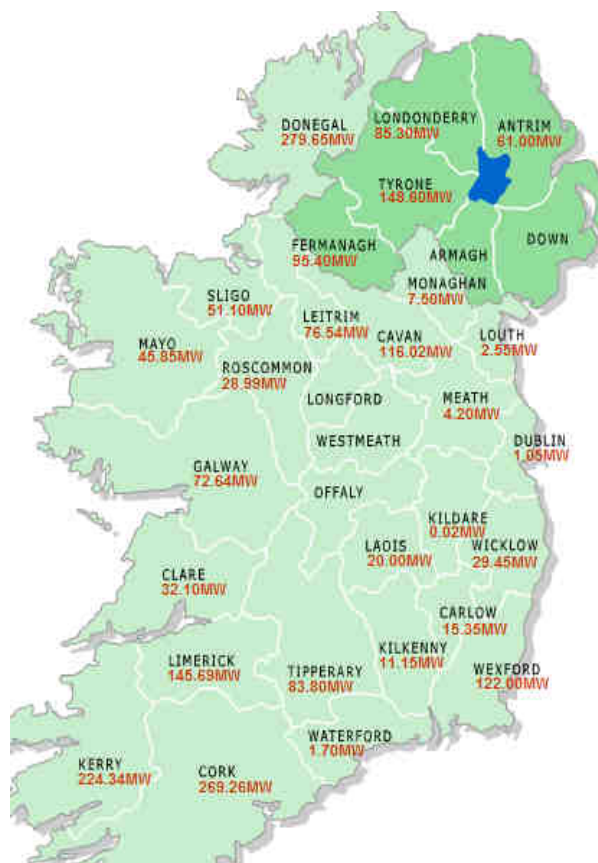 LONDONDERRY
85.30MW
DONEGAL
279.65MW
ANTRIM
61.00MW
TYRONE
148.60MW
FERMANAGH
95.40MW
ARMAGH
DOWN
MONAGHAN
7.50MW
SLIGO
51.10MW
LEITRIM
76.54MW
CAVAN
116.02MW
LOUTH
2.55MW
MAYO
45.85MW
ROSCOMMON
28.99MW
LONGFORD
MEATH
4.20MW
WESTMEATH
DUBLIN
1.05MW
GALWAY
72.64MW
OFFALY
KILDARE
0.02MW
LAOIS
20.00MW
WICKLOW
29.45MW
CLARE
32.10MW
CARLOW
15.35MW
KILKENNY
11.15MW
LIMERICK
145.69MW
TIPPERARY
83.80MW
WEXFORD
122.00MW
WATERFORD
1.70MW
KERRY
224.34MW
CORK
269.26MW